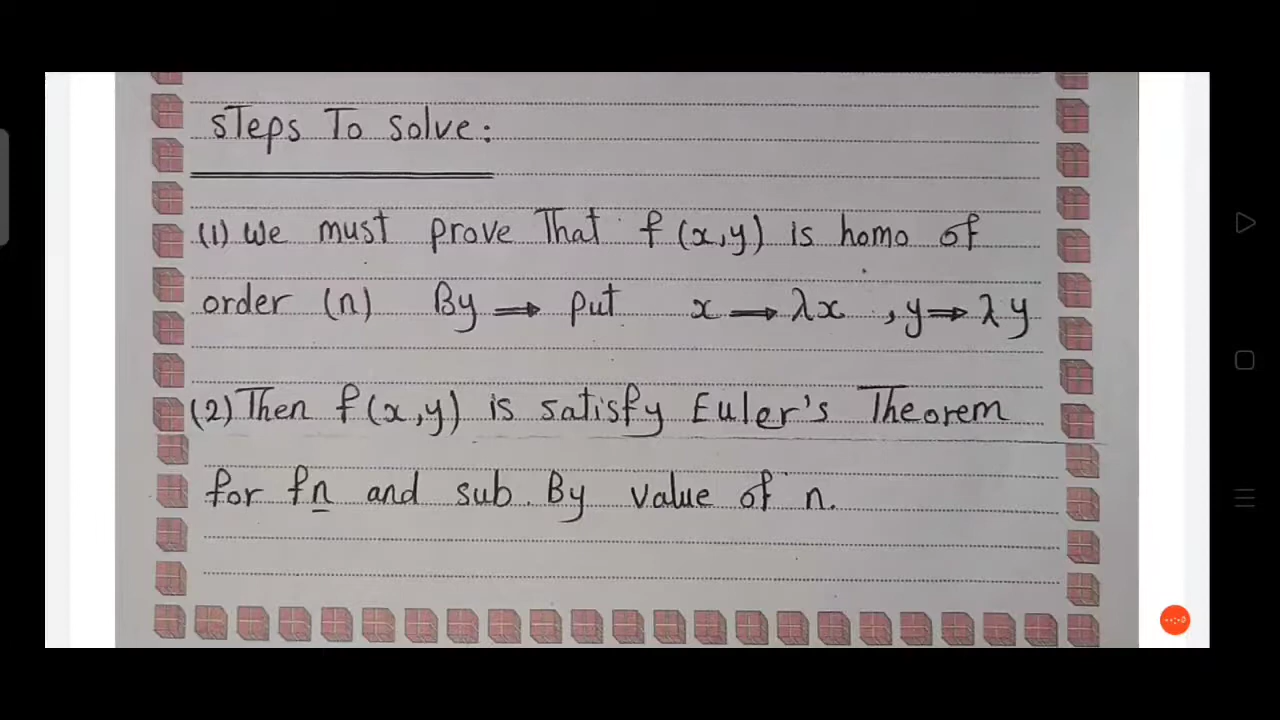 steps To solve:
(1) We must prove That f(x,y) is homo of
order (n) By ⇒ put x ⇒ λx , y ⇒ λy
(2) Then f(x,y) is satisfy Euler's Theorem
for fn and sub. By value of n.